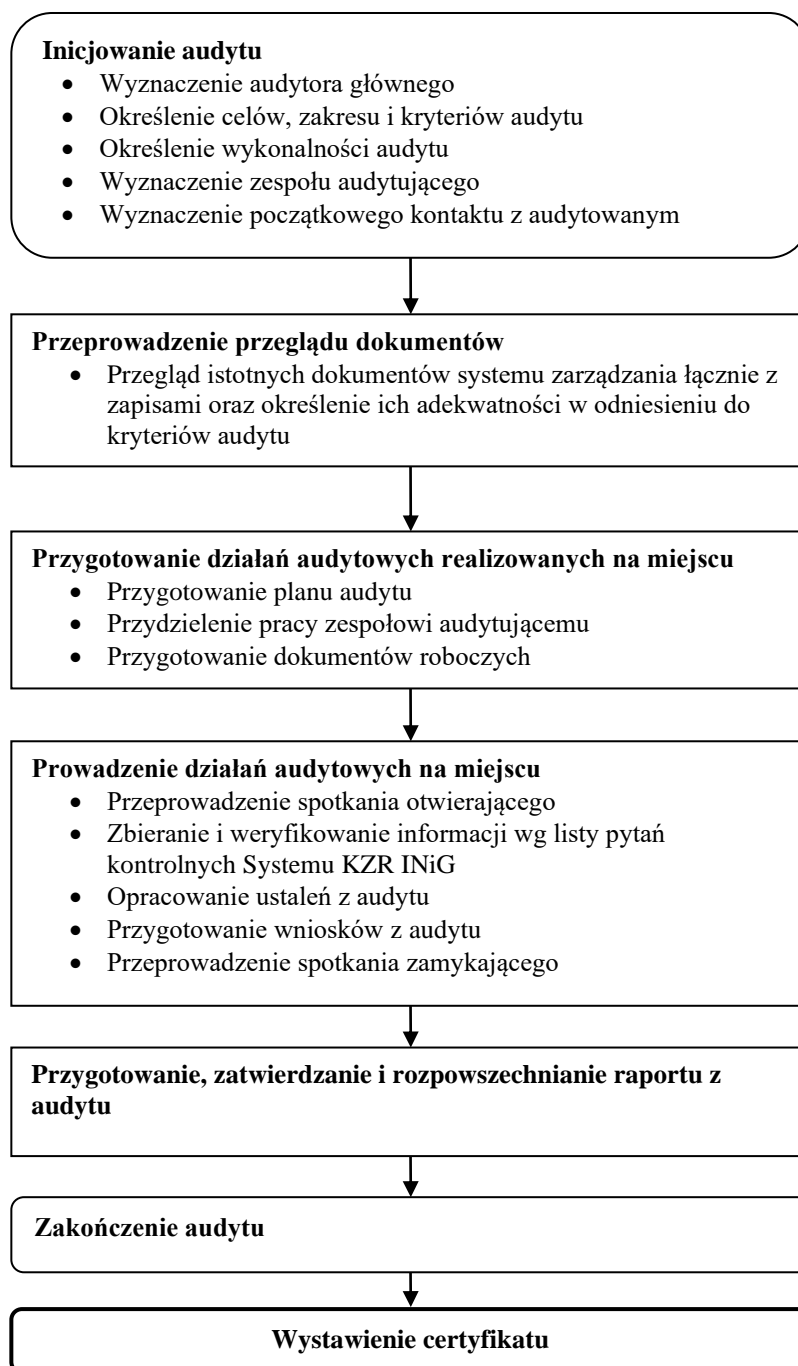 Inicjowanie audytu
• Wyznaczenie audytora głównego
• Określenie celów, zakresu i kryteriów audytu
• Określenie wykonalności audytu
• Wyznaczenie zespołu audytującego
• Wyznaczenie początkowego kontaktu z audytowanym
Przeprowadzenie przeglądu dokumentów
• Przegląd istotnych dokumentów systemu zarządzania łącznie z
zapisami oraz określenie ich adekwatności w odniesieniu do
kryteriów audytu
Przygotowanie działań audytowych realizowanych na miejscu
• Przygotowanie planu audytu
• Przydzielenie pracy zespołowi audytującemu
• Przygotowanie dokumentów roboczych
Prowadzenie działań audytowych na miejscu
• Przeprowadzenie spotkania otwierającego
• Zbieranie i weryfikowanie informacji wg listy pytań
kontrolnych Systemu KZR INiG
• Opracowanie ustaleń z audytu
• Przygotowanie wniosków z audytu
• Przeprowadzenie spotkania zamykającego
Przygotowanie, zatwierdzanie i rozpowszechnianie raportu z
audytu
Zakończenie audytu
Wystawienie certyfikatu